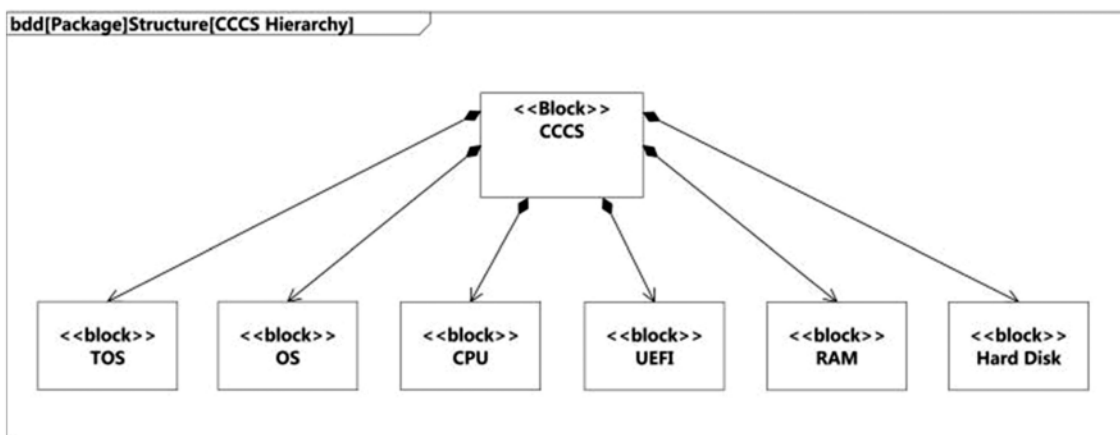 bdd[Package]Structure[CCCS Hierarchy]
<<Block>>
CCCS
<<block>>
TOS
<<block>>
OS
<<block>>
CPU
<<block>>
UEFI
<<block>>
RAM
<<block>>
Hard Disk